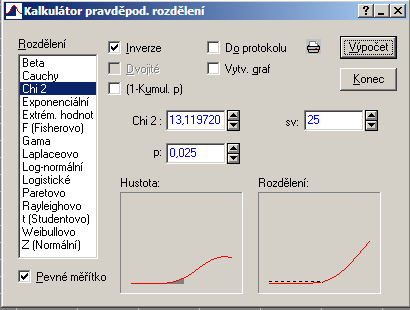 Kalkulátor pravděpod. rozdělení
Rozdělení
Beta
Cauchy
Chi 2
Exponenciální
Extrém. hodnot
F (Fisherovo)
Gama
Laplaceovo
Log-normální
Logistické
Paretovo
Rayleighovo
t (Studentovo)
Weibullovo
Z (Normální)
Pevné měřítko
Inverze
Dvojité
(1-Kumul. p)
Do protokolu
Vytv. graf
Výpočet
Konec
Chi 2 : 13,119720
sv: 25
p: 0,025
Hustota:
Rozdělení: